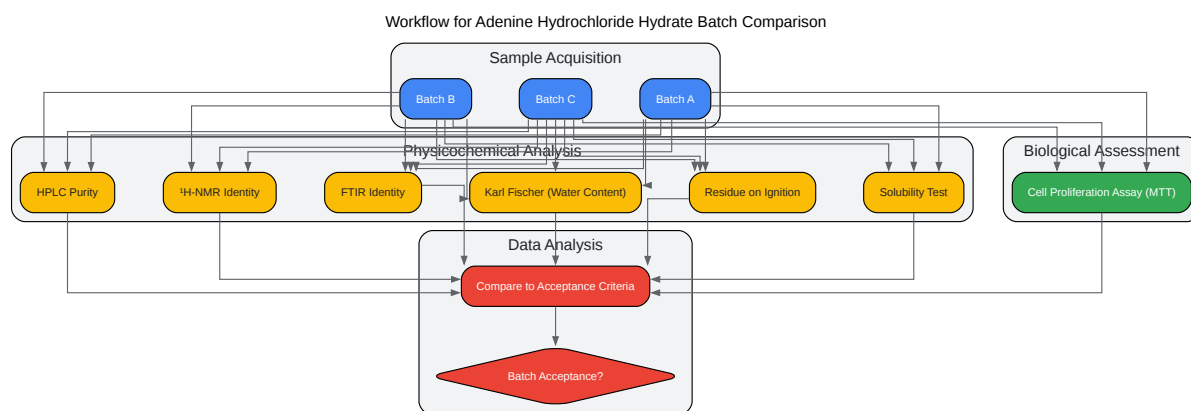 Workflow for Adenine Hydrochloride Hydrate Batch Comparison
Sample Acquisition
Batch B
Batch C
Batch A
Physicochemical Analysis
Biological Assessment
HPLC Purity
¹H-NMR Identity
FTIR Identity
Karl Fischer (Water Content)
Residue on Ignition
Solubility Test
Cell Proliferation Assay (MTT)
Data Analysis
Compare to Acceptance Criteria
Batch Acceptance?